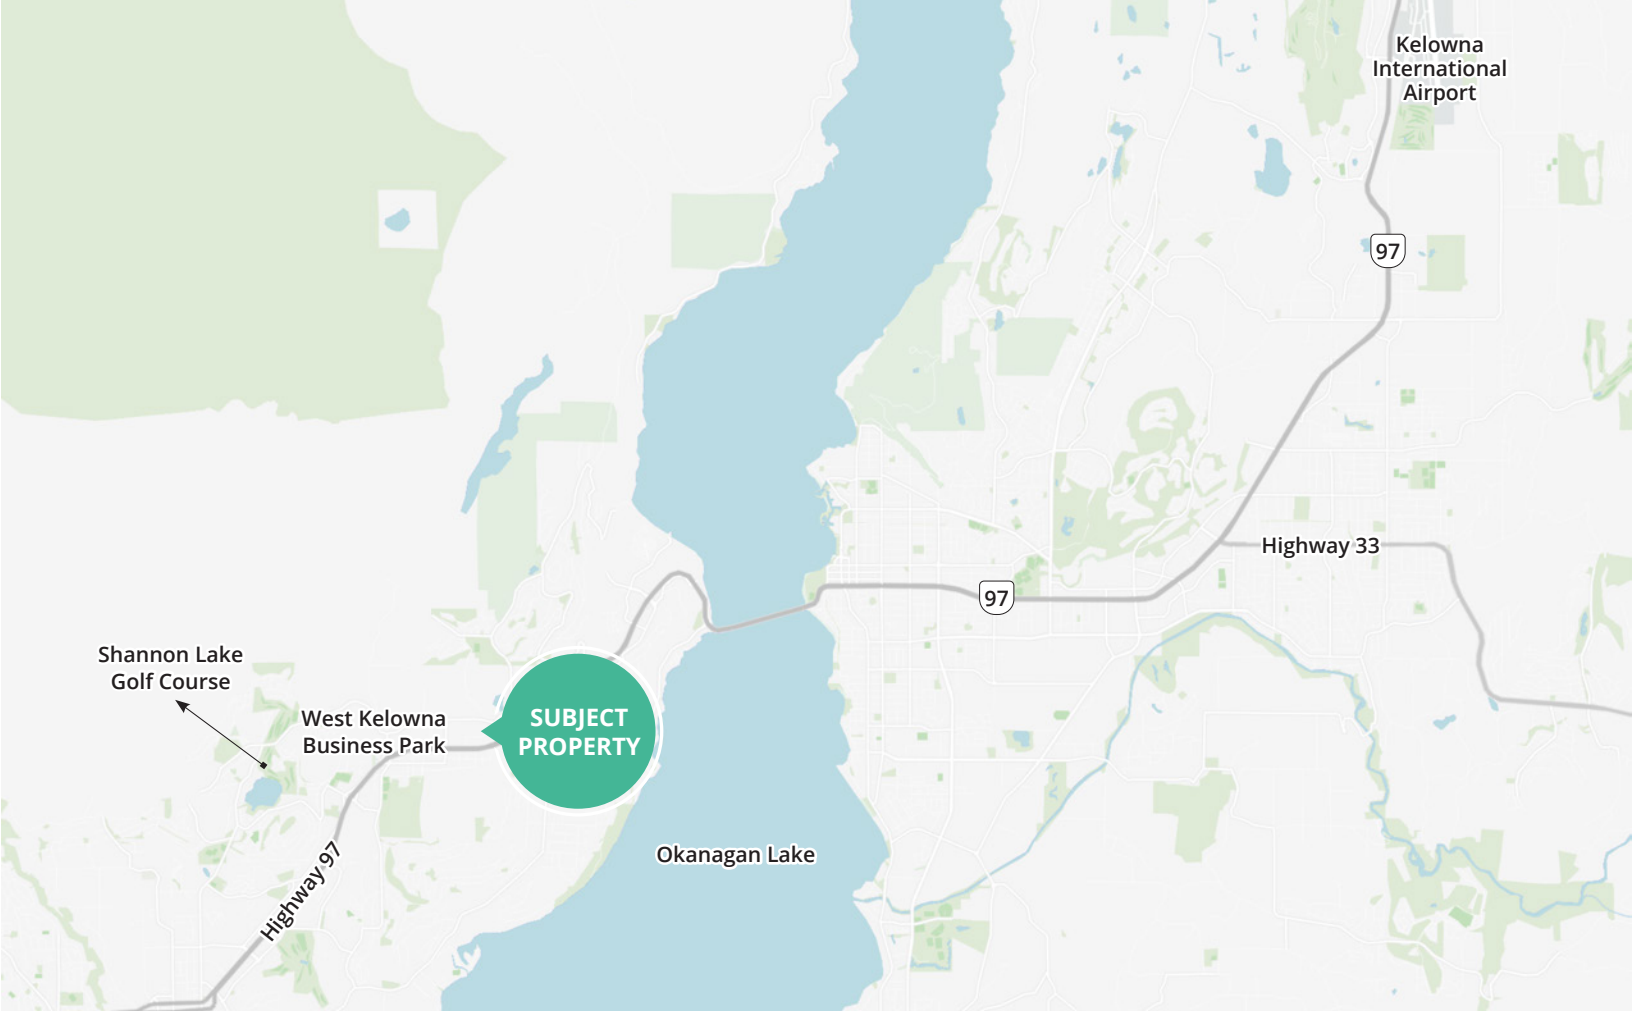 Kelowna
International
Airport
97
Highway 33
97
Shannon Lake
Golf Course
West Kelowna
Business Park
SUBJECT
PROPERTY
Okanagan Lake
Highway 97